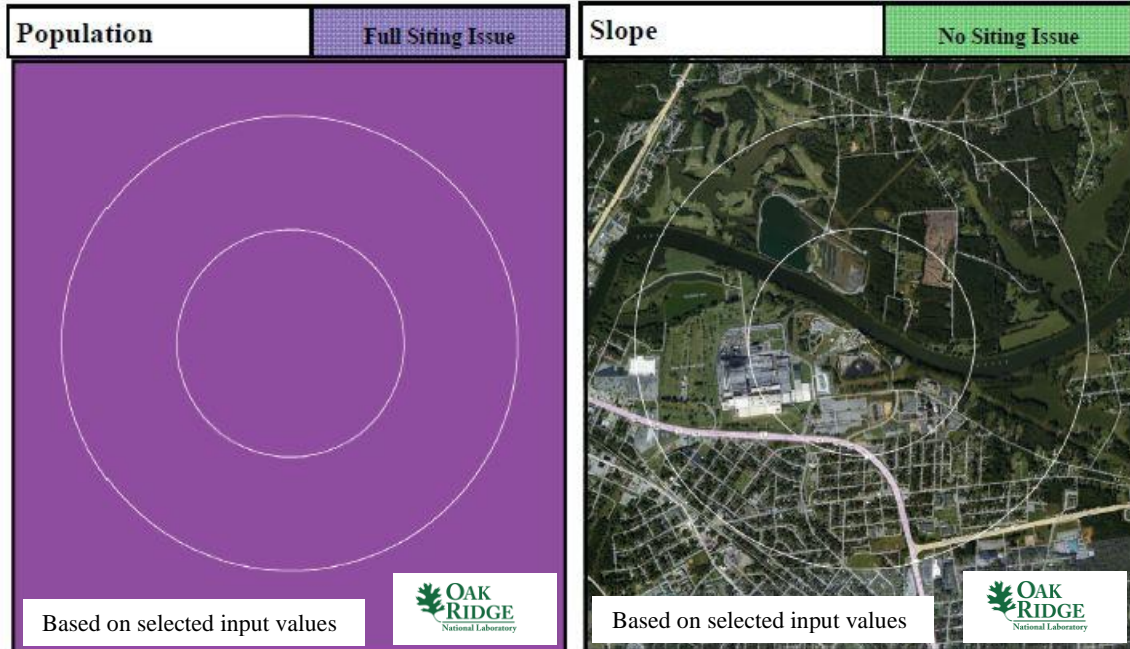 Population
Full Siting Issue
Based on selected input values
OAK
RIDGE
National Laboratory
Slope
No Siting Issue
Based on selected input values
OAK
RIDGE
National Laboratory